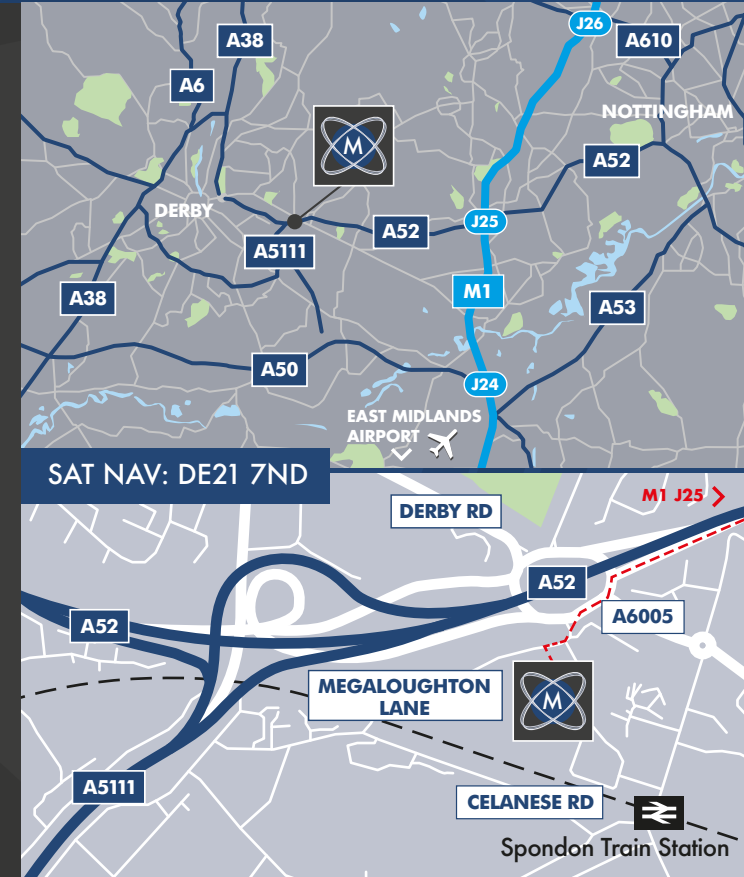 J26
A38
A610
A6
NOTTINGHAM
M
A52
DERBY
J25
A52
A5111
M1
A38
A53
A50
J24
EAST MIDLANDS
AIRPORT
SAT NAV: DE21 7ND
M1 J25
DERBY RD
A52
A6005
A52
MEGALOUGHTON
LANE
M
A5111
CELANESE RD
Spondon Train Station